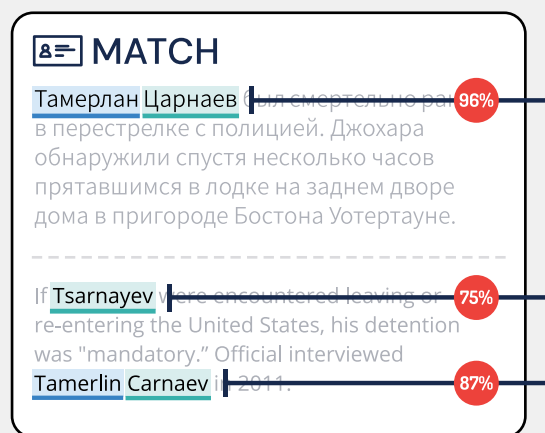 MATCH
Тамерлан Царнаев был смертельно ран 96%
в перестрелке с полицией. Джохара
обнаружили спустя несколько часов
прятавшимся в лодке на заднем дворе
дома в пригороде Бостона Уотертауне.
If Tsarnayev were encountered leaving or 75%
re-entering the United States, his detention
was "mandatory.” Official interviewed
Tamerlin Carnaev in 2011. 87%